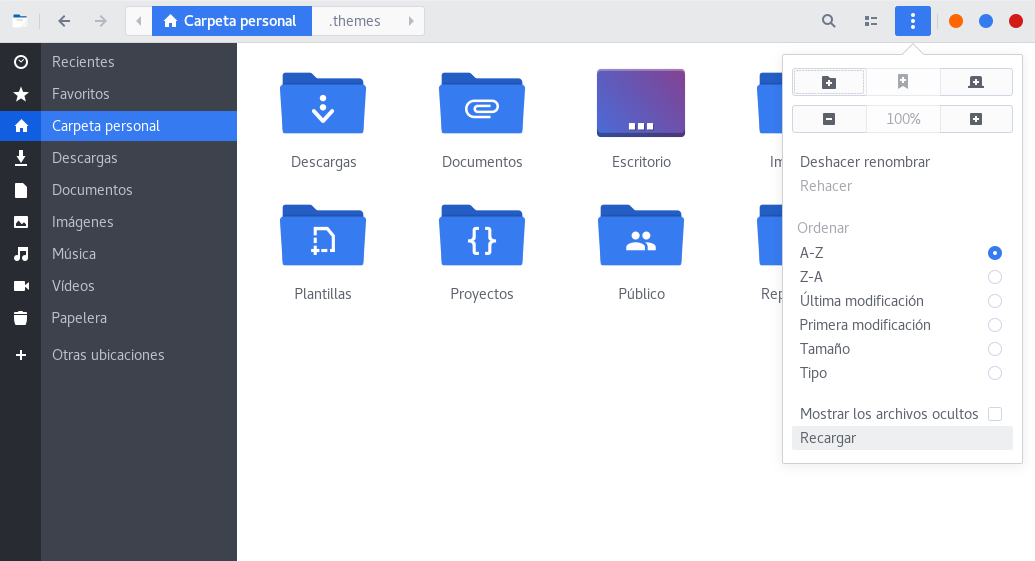 Carpeta personal
.themes
Recientes
Favoritos
Carpeta personal
Descargas
Documentos
Imágenes
Música
Vídeos
Papelera
Otras ubicaciones
Descargas
Documentos
Escritorio
Im
Plantillas
Proyectos
Público
Rep
100%
Deshacer renombrar
Rehacer
Ordenar
A-Z
Z-A
Última modificación
Primera modificación
Tamaño
Tipo
Mostrar los archivos ocultos
Recargar